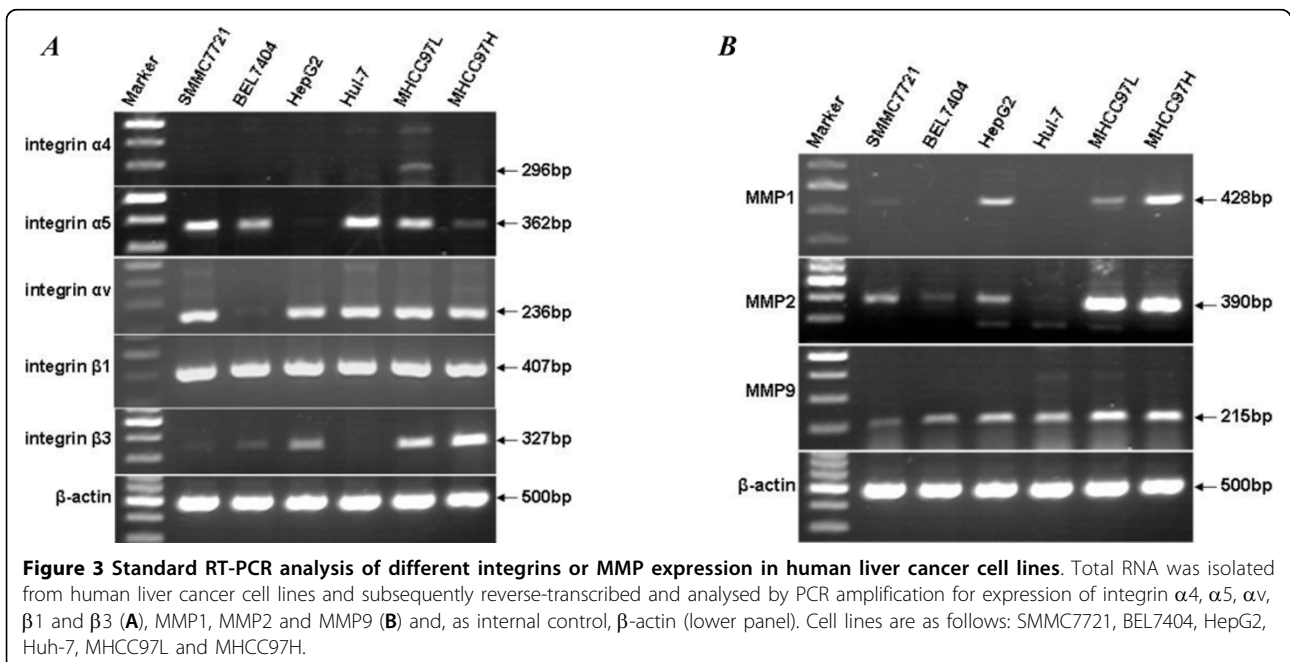 A
Marker
SMMC7721
BEL7404
HepG2
Hul-7
MHCC97L
MHCC97H
integrin α4
296bp
integrin α5
362bp
integrin αv
236bp
integrin β1
407bp
integrin β3
327bp
β-actin
500bp
B
Marker
SMMC7721
BEL7404
HepG2
Hul-7
MHCC97L
MHCC97H
MMP1
428bp
MMP2
390bp
MMP9
215bp
β-actin
500bp
Figure 3 Standard RT-PCR analysis of different integrins or MMP expression in human liver cancer cell lines. Total RNA was isolated
from human liver cancer cell lines and subsequently reverse-transcribed and analysed by PCR amplification for expression of integrin α4, α5, αv,
β1 and β3 (A), MMP1, MMP2 and MMP9 (B) and, as internal control, β-actin (lower panel). Cell lines are as follows: SMMC7721, BEL7404, HepG2,
Huh-7, MHCC97L and MHCC97H.